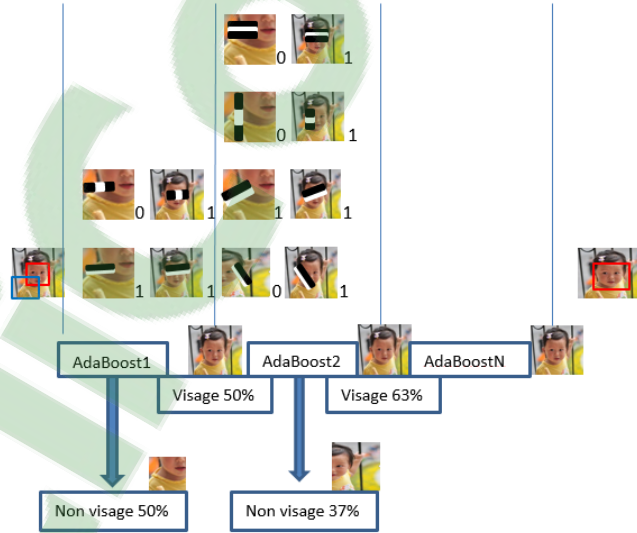 0 1
0 1
0 1 1 1
1 1 0 1
AdaBoost1 AdaBoost2 AdaBoostN
Visage 50% Visage 63%
Non visage 50% Non visage 37%